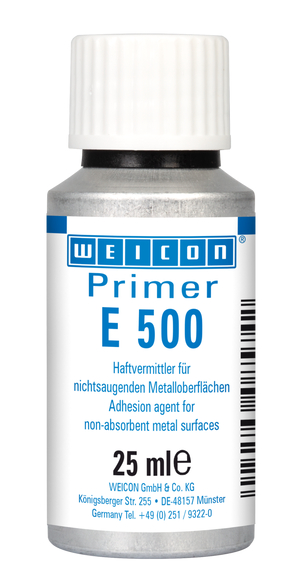 WEICON®
Primer
E 500
Haftvermittler für
nichtsaugenden Metalloberflächen
Adhesion agent for
non-absorbent metal surfaces
25 ml℮
WEICON GmbH & Co. KG
Königsberger Str. 255 • DE-48157 Münster
Germany Tel. +49 (0) 251 / 9322-0